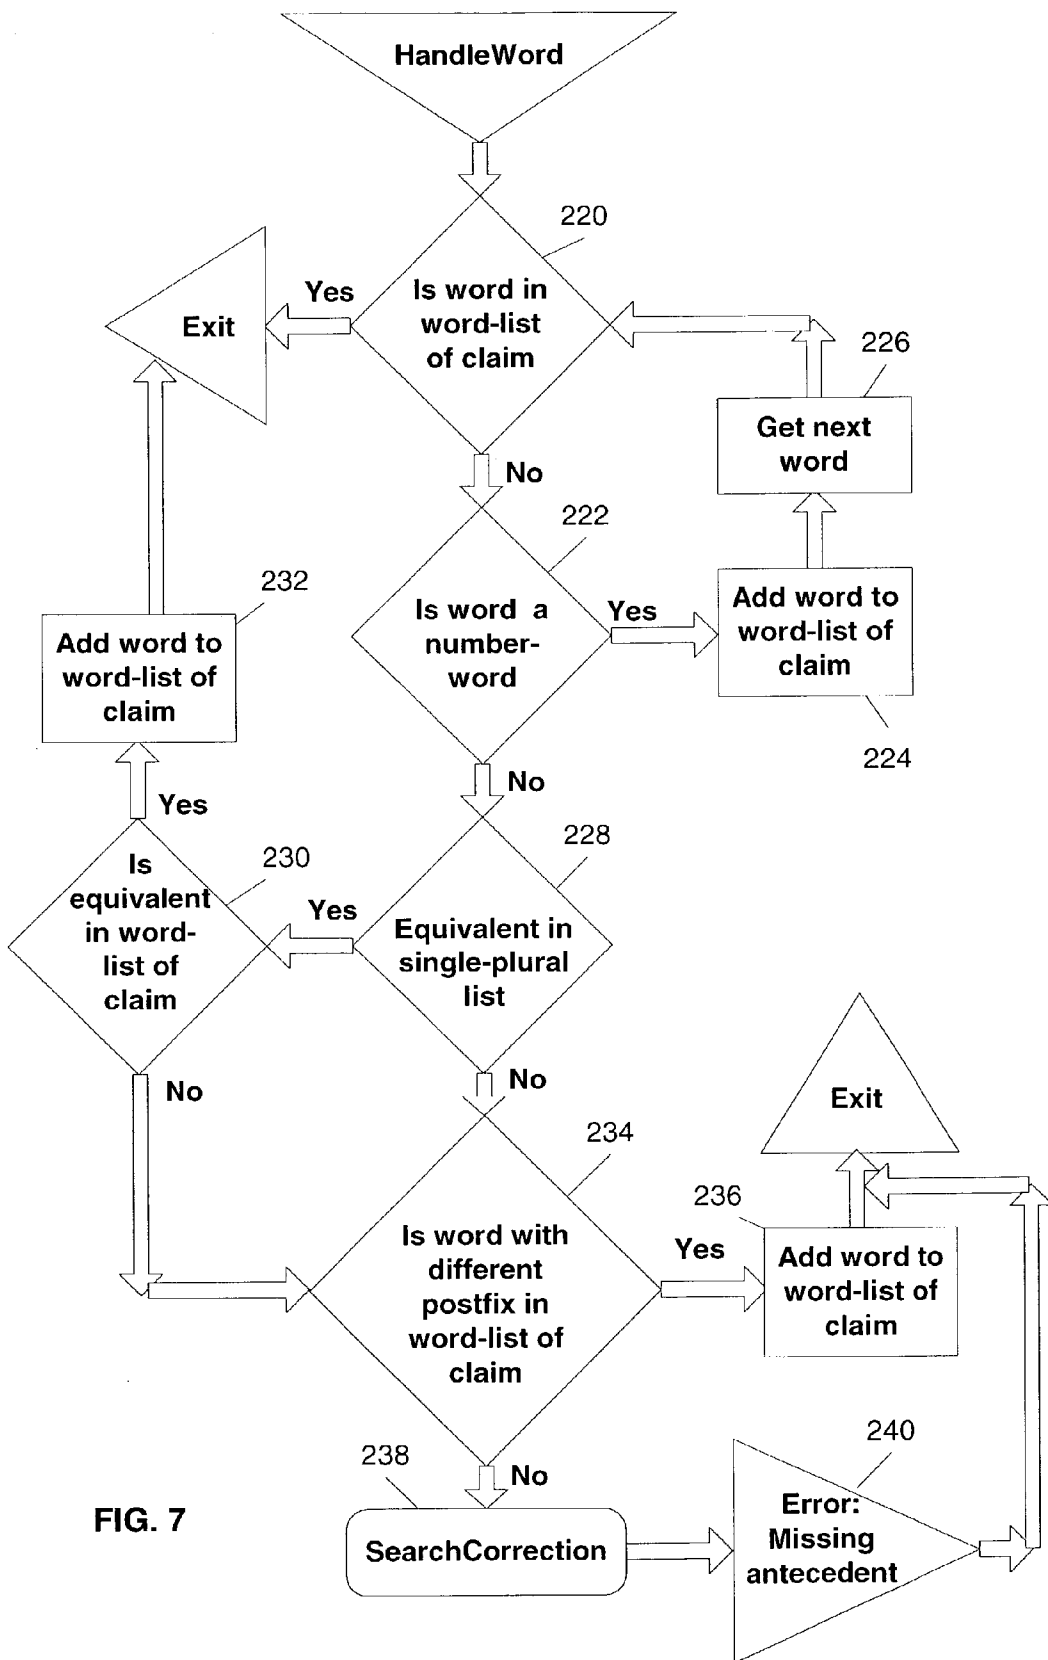 HandleWord
220
Is word in
word-list
of claim
Yes
Exit
226
Get next
word
No
222
Is word a
number-
word
Yes
Add word to
word-list of
claim
224
232
Add word to
word-list of
claim
No
Yes
228
Equivalent in
single-plural
list
Yes
230
Is
equivalent
in word-
list of
claim
No
No
234
Is word with
different
postfix in
word-list of
claim
Yes
236
Add word to
word-list of
claim
Exit
No
238
SearchCorrection
240
Error:
Missing
antecedent
FIG. 7